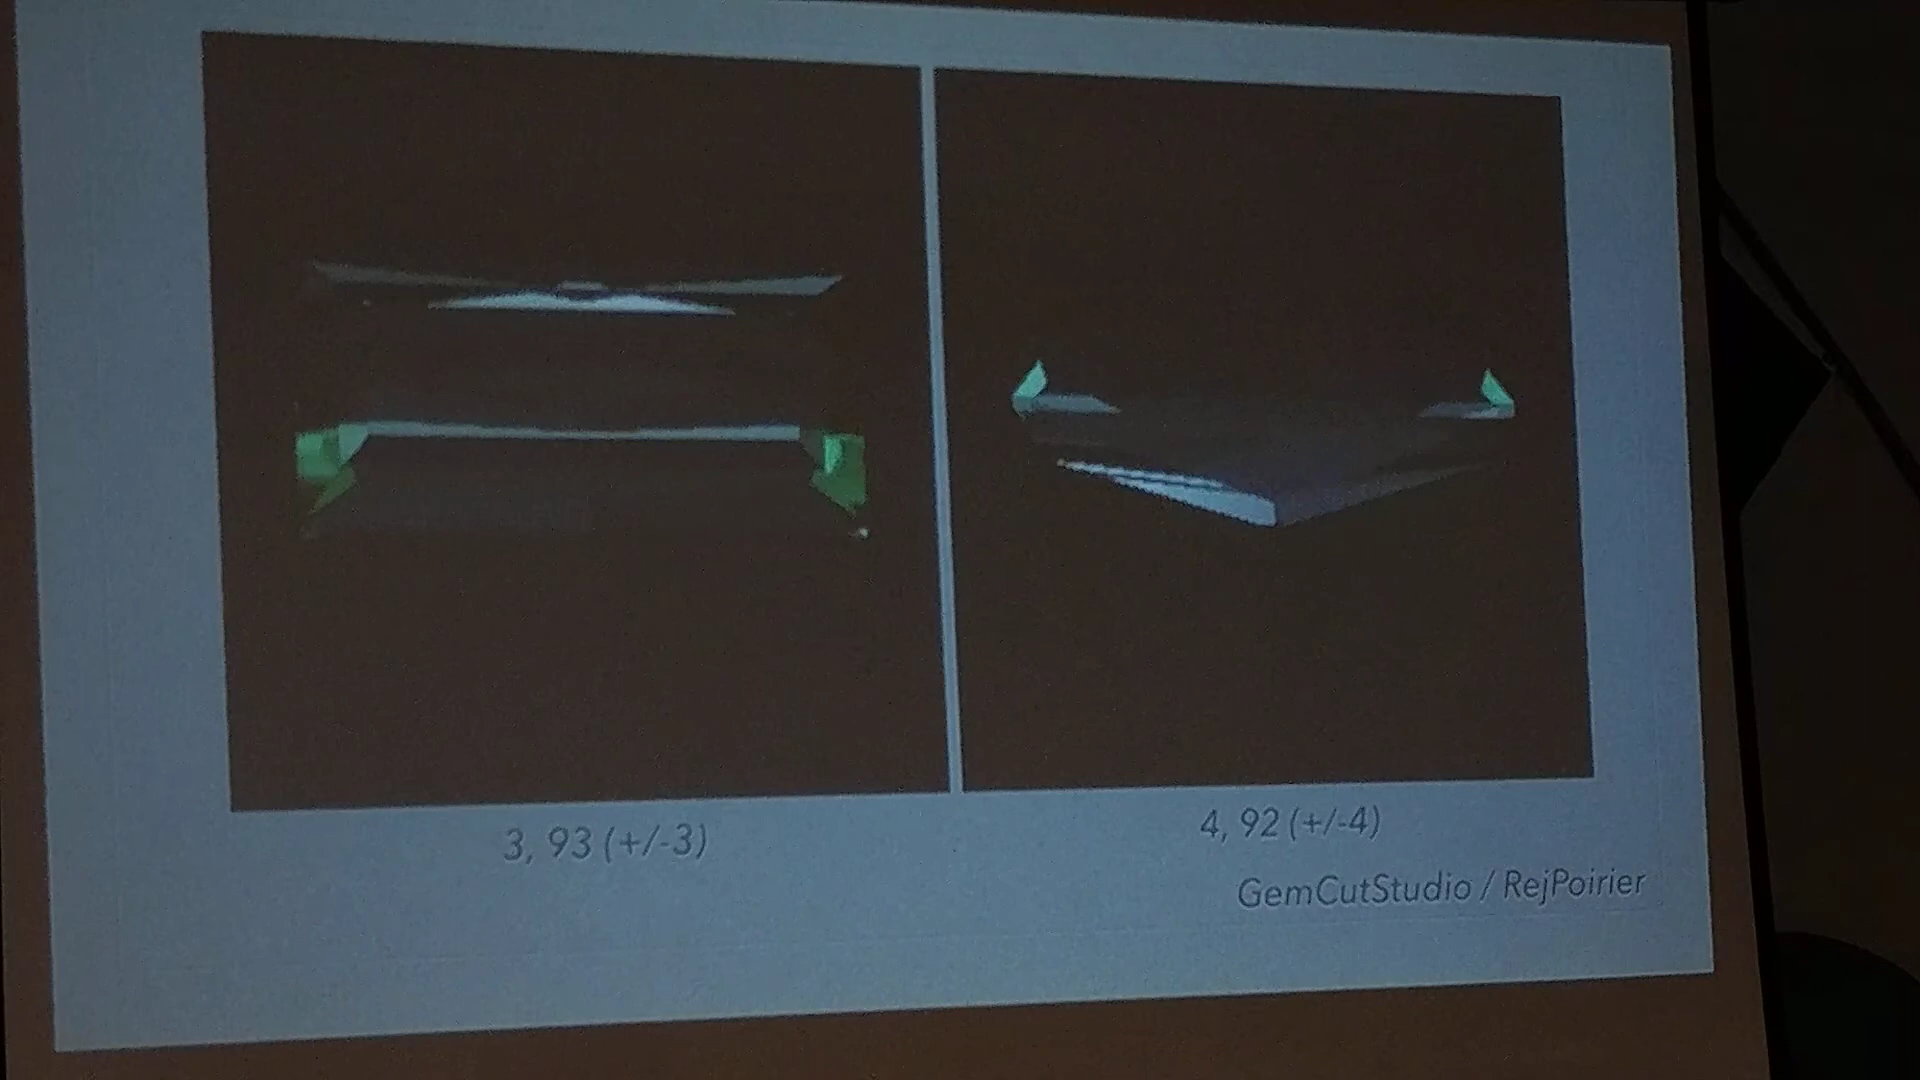 3, 93 (+/-3)
4, 92 (+/-4)
GemCutStudio / RejPoirier